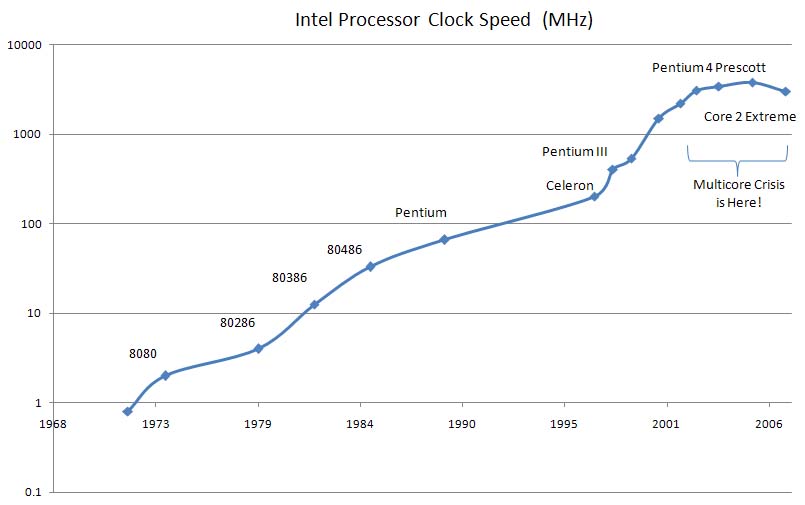 Intel Processor Clock Speed (MHz)
10000
Pentium 4 Prescott
Core 2 Extreme
1000
Pentium III
Celeron
Multicore Crisis
is Here!
100
Pentium
80486
80386
10
80286
8080
1
1968
1973
1979
1984
1990
1995
2001
2006
0.1